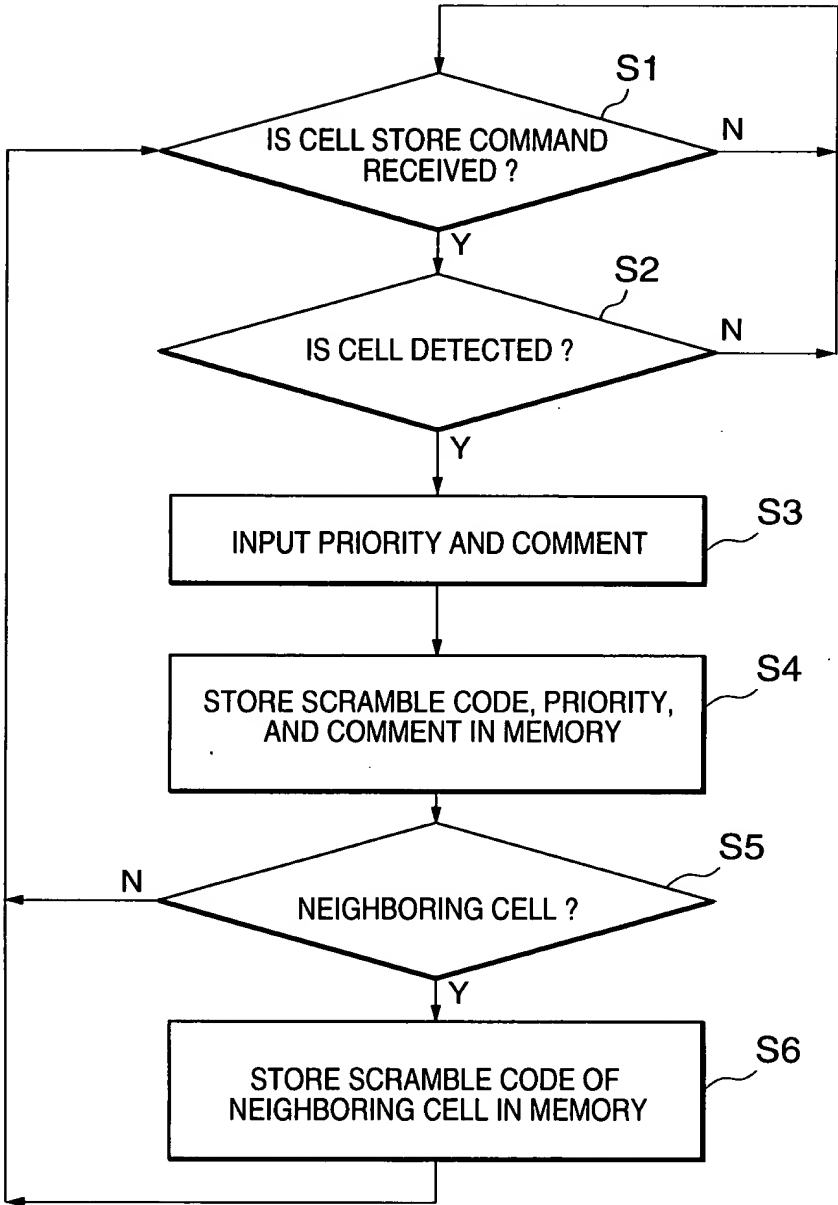 S1
IS CELL STORE COMMAND
RECEIVED ?
N
Y
S2
IS CELL DETECTED ?
N
Y
INPUT PRIORITY AND COMMENT
S3
STORE SCRAMBLE CODE, PRIORITY,
AND COMMENT IN MEMORY
S4
S5
N
NEIGHBORING CELL ?
Y
STORE SCRAMBLE CODE OF
NEIGHBORING CELL IN MEMORY
S6